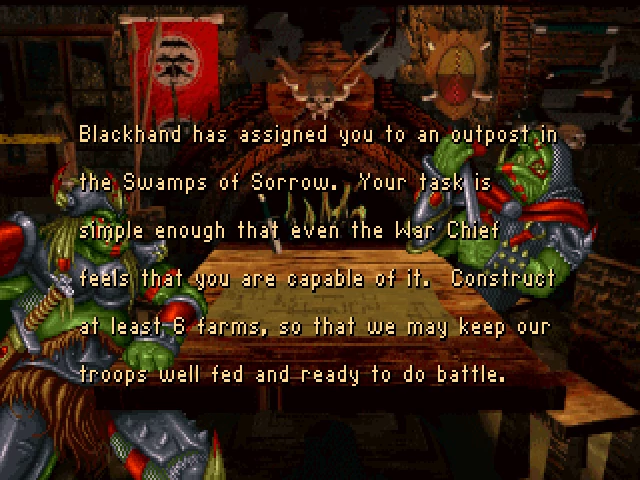 Blackhand has assigned you to an outpost in
the Swamps of Sorrow.  Your task is
simple enough that even the War Chief
feels that you are capable of it.  Construct
at least 6 farms, so that we may keep our
troops well fed and ready to do battle.